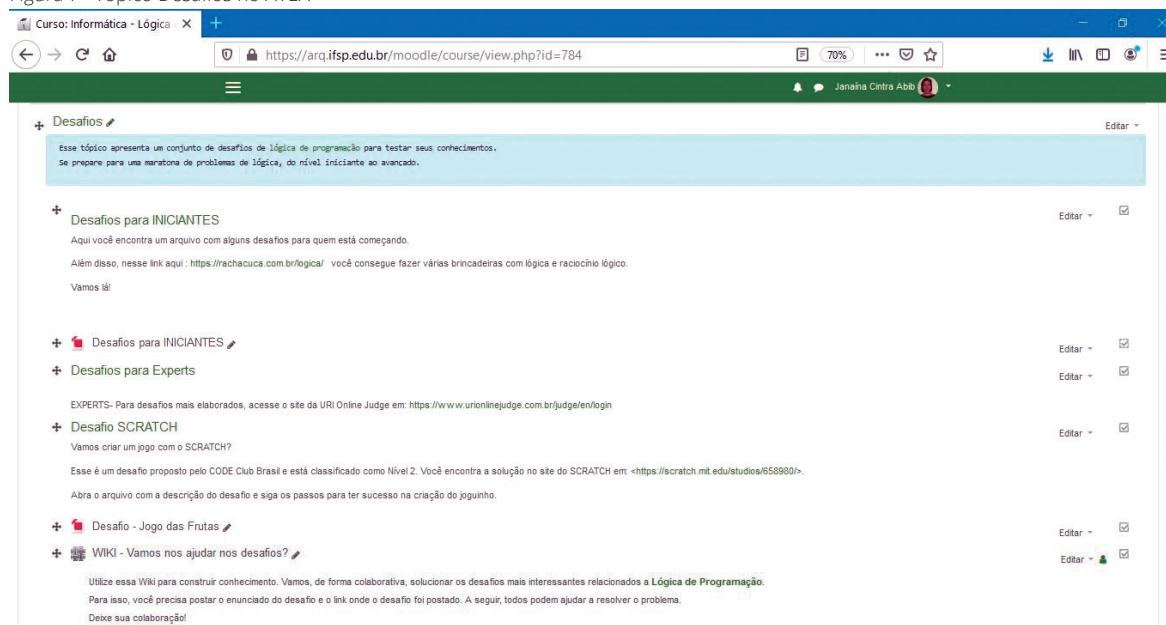 Curso: Informática - Lógica
https://arq.ifsp.edu.br/moodle/course/view.php?id=784
70%
Janaína Cintra Abib
Desafios
Editar
Esse tópico apresenta um conjunto de desafios de lógica de programação para testar seus conhecimentos.
Se prepare para uma maratona de problemas de lógica, do nível iniciante ao avançado.
Desafios para INICIANTES
Editar
Aqui você encontra um arquivo com alguns desafios para quem está começando.
Além disso, nesse link aqui : https://rachacuca.com.br/logica/ você consegue fazer várias brincadeiras com lógica e raciocínio lógico.
Vamos lá!
Desafios para INICIANTES
Editar
Desafios para Experts
Editar
EXPERTS- Para desafios mais elaborados, acesse o site da URI Online Judge em: https://www.urionlinejudge.com.br/judge/en/login
Desafio SCRATCH
Editar
Vamos criar um jogo com o SCRATCH?
Esse é um desafio proposto pelo CODE Club Brasil e está classificado como Nível 2. Você encontra a solução no site do SCRATCH em: <https://scratch.mit.edu/studios/658980/>.
Abra o arquivo com a descrição do desafio e siga os passos para ter sucesso na criação do joguinho.
Desafio - Jogo das Frutas
Editar
WIKI - Vamos nos ajudar nos desafios?
Editar
Utilize essa Wiki para construir conhecimento. Vamos, de forma colaborativa, solucionar os desafios mais interessantes relacionados a Lógica de Programação.
Para isso, você precisa postar o enunciado do desafio e o link onde o desafio foi postado. A seguir, todos podem ajudar a resolver o problema.
Deixe sua colaboração!